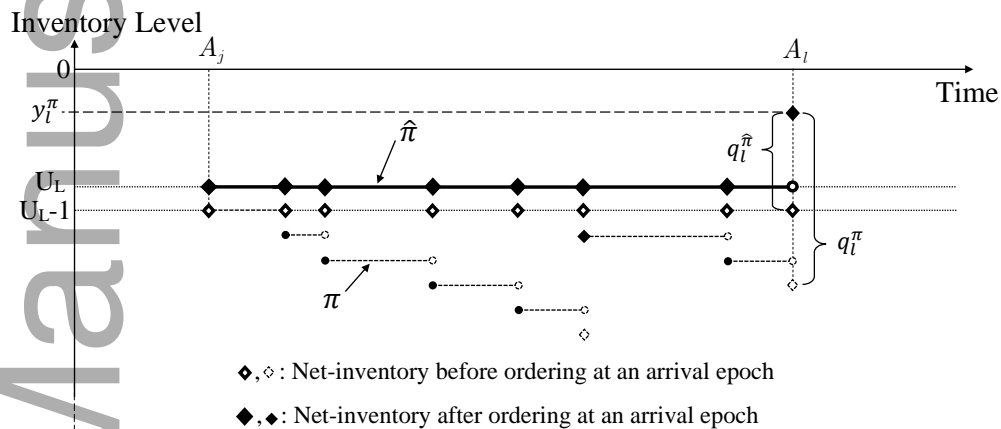 Inventory Level
A_j
A_l
0
Time
y_l^π
π̂
q_l^π̂
U_L
U_L-1
q_l^π
π
◆,◇: Net-inventory before ordering at an arrival epoch
◆,◆: Net-inventory after ordering at an arrival epoch
Manus